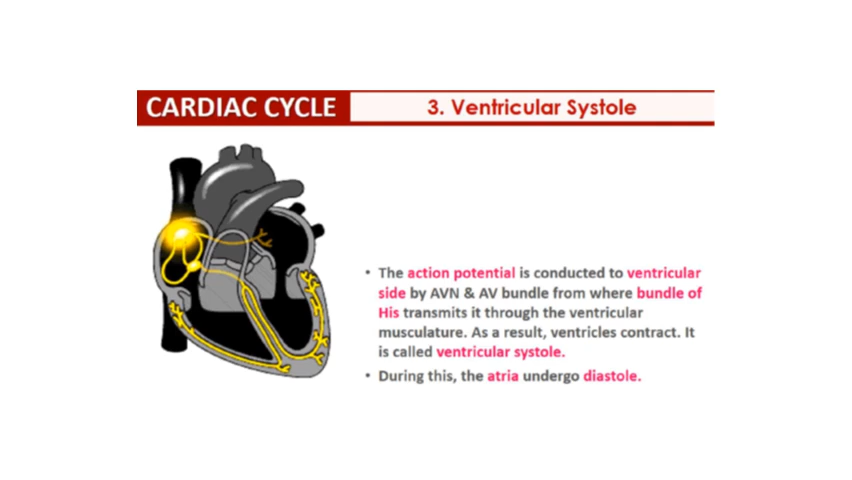 CARDIAC CYCLE
3. Ventricular Systole
• The action potential is conducted to ventricular
side by AVN & AV bundle from where bundle of
His transmits it through the ventricular
musculature. As a result, ventricles contract. It
is called ventricular systole.
• During this, the atria undergo diastole.